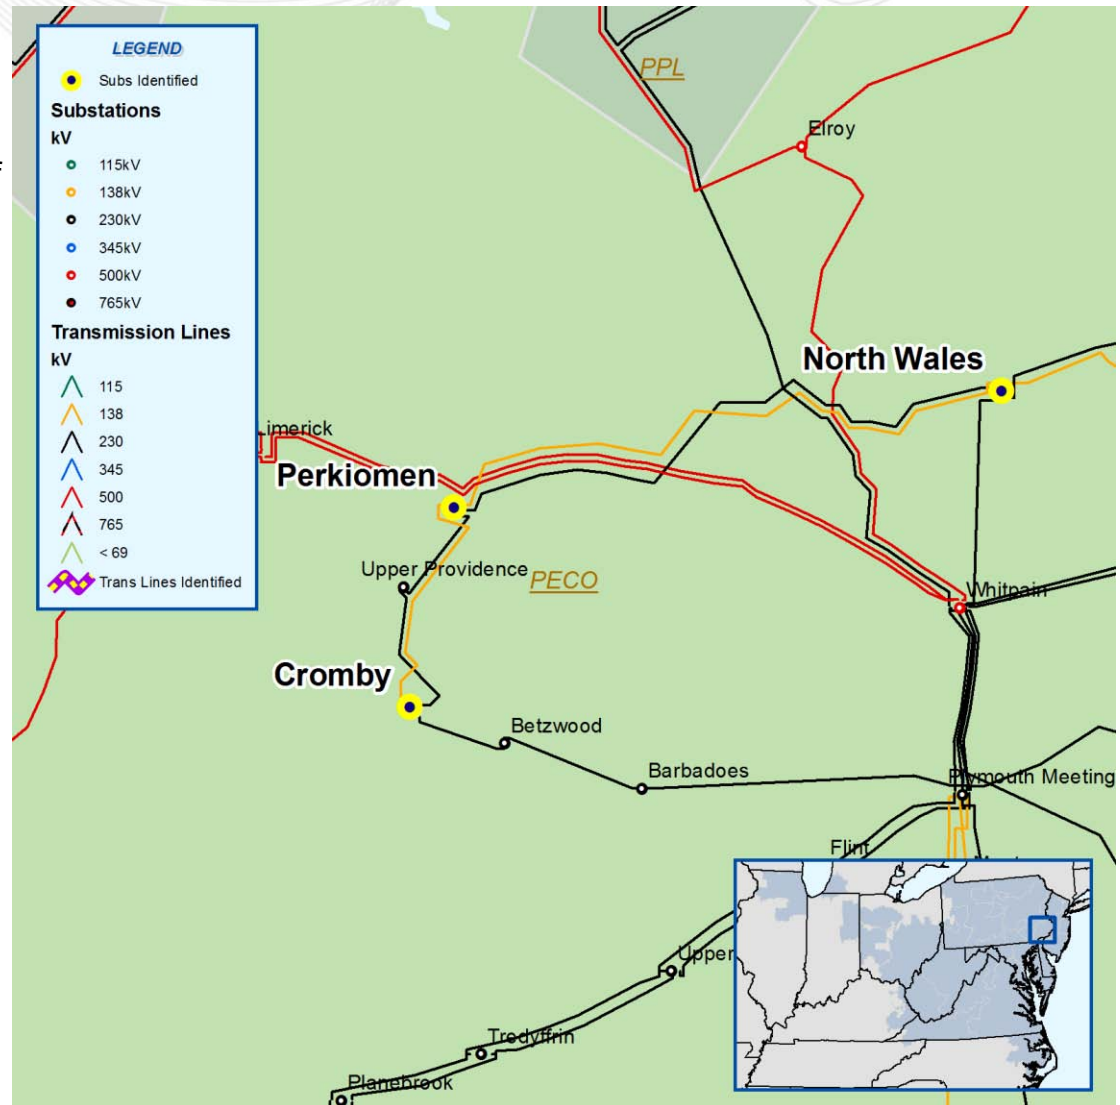 LEGEND
Subs Identified
Substations
kV
115kV
138kV
230kV
345kV
500kV
765kV
Transmission Lines
kV
115
138
230
345
500
765
< 69
Trans Lines Identified
PPL
Elroy
North Wales
Limerick
Perkiomen
Upper Providence
PECO
Whitpain
Cromby
Betzwood
Barbadoes
Plymouth Meeting
Flint
Upper
Tredyffrin
Planebrook